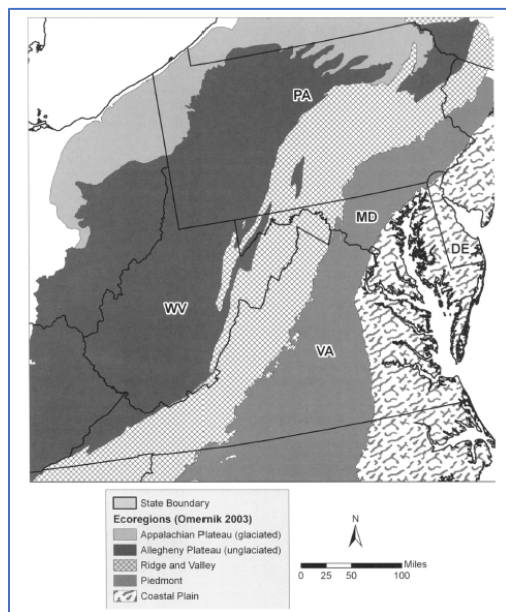 PA
MD
DE
WV
VA
State Boundary
Ecoregions (Omernik 2003)
Appalachian Plateau (glaciated)
Allegheny Plateau (unglaciated)
Ridge and Valley
Piedmont
Coastal Plain
N
Miles
0 25 50 100